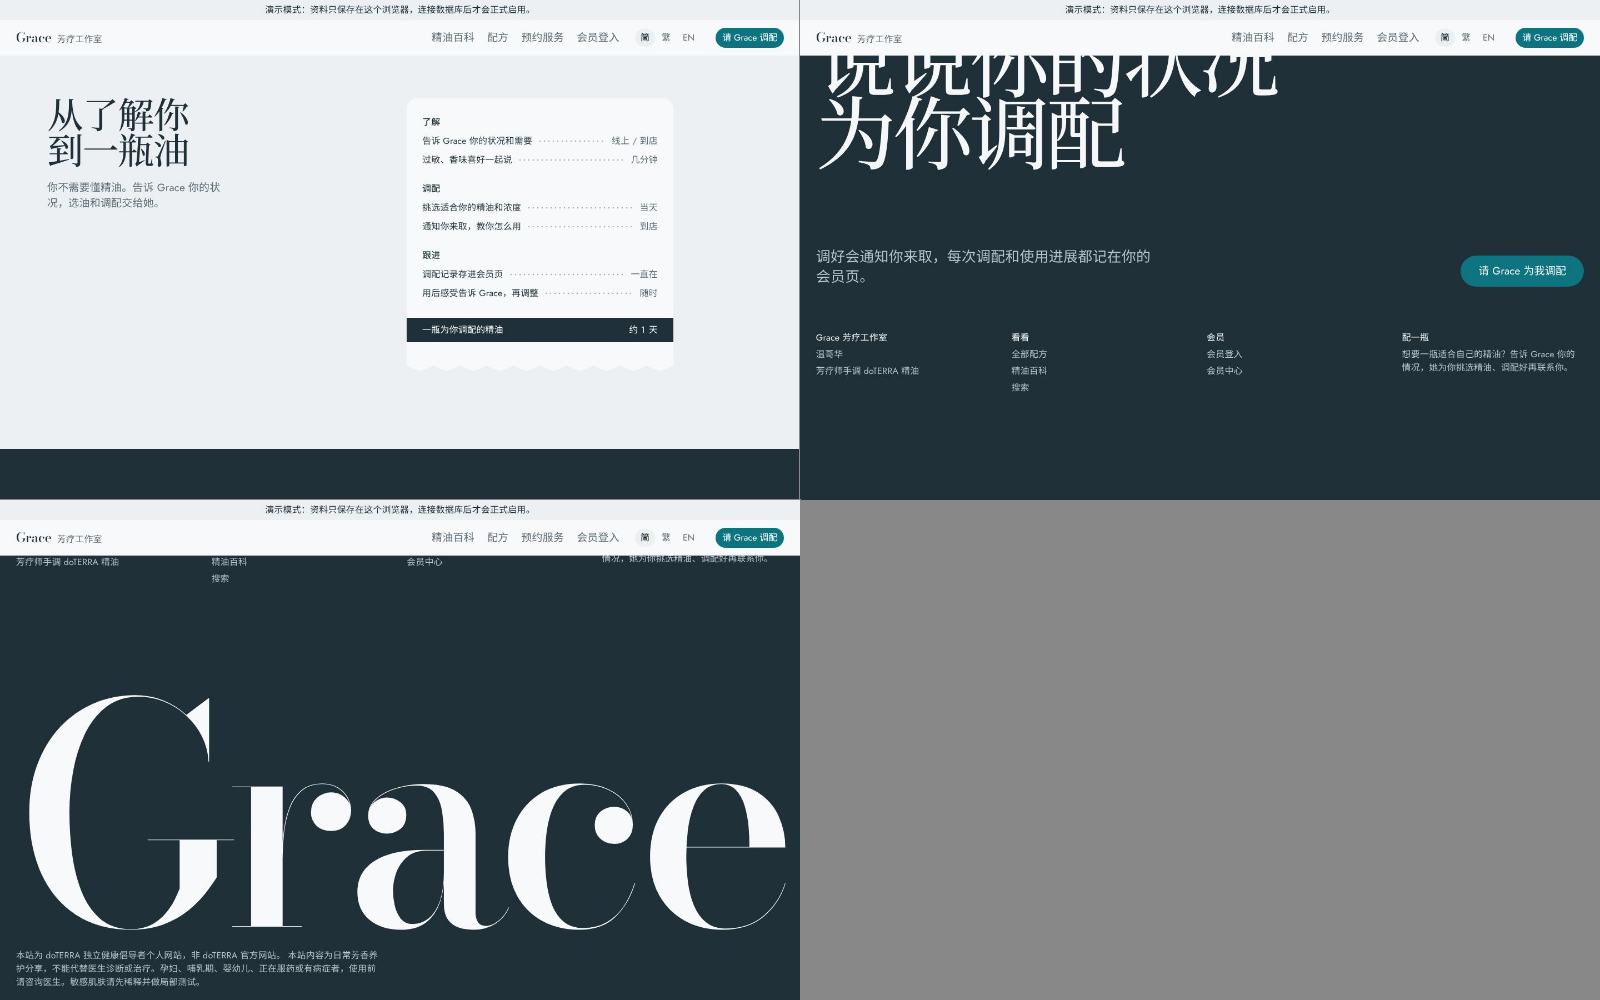 演示模式：资料只保存在这个浏览器，连接数据库后才会正式启用。
Grace 芳疗工作室 精油百科 配方 预约服务 会员登入 简 繁 EN 请 Grace 调配
从了解你
到一瓶油
你不需要懂精油。告诉 Grace 你的状
况，选油和调配交给她。
了解
告诉 Grace 你的状况和需要 线上 / 到店
过敏、香味喜好一起说 几分钟
调配
挑选适合你的精油和浓度 当天
通知你来取，教你怎么用 到店
跟进
调配记录存进会员页 一直在
用后感受告诉 Grace，再调整 随时
一瓶为你调配的精油 约 1 天
演示模式：资料只保存在这个浏览器，连接数据库后才会正式启用。
Grace 芳疗工作室 精油百科 配方 预约服务 会员登入 简 繁 EN 请 Grace 调配
说说你的状况
为你调配
调好会通知你来取，每次调配和使用进展都记在你的
会员页。
请 Grace 为我调配
Grace 芳疗工作室
温哥华
芳疗师手调 doTERRA 精油
看看
全部配方
精油百科
搜索
会员
会员登入
会员中心
配一瓶
想要一瓶适合自己的精油？告诉 Grace 你的
情况，她为你挑选精油、调配好再联系你。
演示模式：资料只保存在这个浏览器，连接数据库后才会正式启用。
Grace 芳疗工作室 精油百科 配方 预约服务 会员登入 简 繁 EN 请 Grace 调配
芳疗师手调 doTERRA 精油 精油百科 会员中心 情况，她为你挑选精油、调配好再联系你。
搜索
Grace
本站为 doTERRA 独立健康倡导者个人网站，非 doTERRA 官方网站。 本站内容为日常芳香养
护分享，不能代替医生诊断或治疗。孕妇、哺乳期、婴幼儿、正在服药或有病症者，使用前
请咨询医生。敏感肌肤请先稀释并做局部测试。